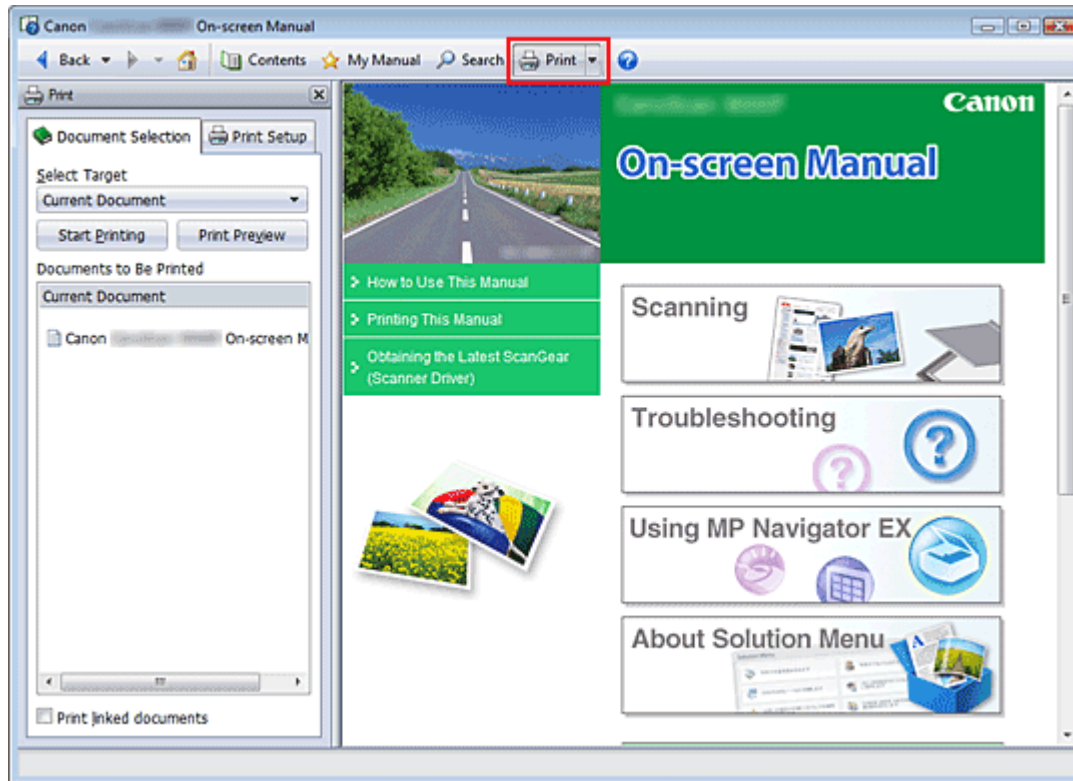 Canon On-screen Manual
Back Contents My Manual Search Print
Print
Document Selection Print Setup
Select Target
Current Document
Start Printing Print Preview
Documents to Be Printed
Current Document
Canon On-screen M
Print linked documents
Canon
On-screen Manual
How to Use This Manual
Printing This Manual
Obtaining the Latest ScanGear
(Scanner Driver)
Scanning
Troubleshooting
Using MP Navigator EX
About Solution Menu